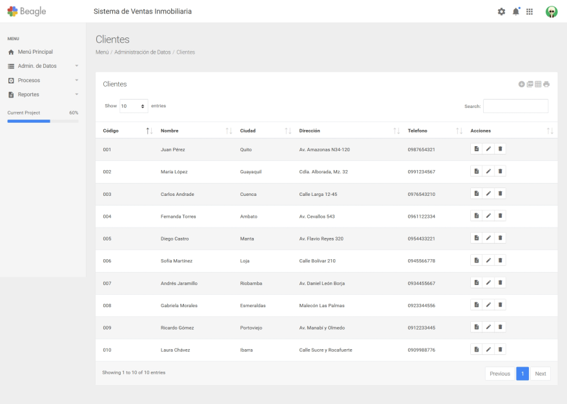 Beagle
Sistema de Ventas Inmobiliaria
MENU
Menú Principal
Admin. de Datos
Procesos
Reportes
Current Project 60%
Clientes
Menú / Administración de Datos / Clientes
Clientes
Show 10 entries
Search:
Código Nombre Ciudad Dirección Telefono Acciones
001 Juan Pérez Quito Av. Amazonas N34-120 0987654321
002 María López Guayaquil Cdla. Alborada, Mz. 32 0991234567
003 Carlos Andrade Cuenca Calle Larga 12-45 0976543210
004 Fernanda Torres Ambato Av. Cevallos 543 0961122334
005 Diego Castro Manta Av. Flavio Reyes 320 0954433221
006 Sofía Martínez Loja Calle Bolívar 210 0945566778
007 Andrés Jaramillo Riobamba Av. Daniel León Borja 0934455667
008 Gabriela Morales Esmeraldas Malecón Las Palmas 0923344556
009 Ricardo Gómez Portoviejo Av. Manabí y Olmedo 0912233445
010 Laura Chávez Ibarra Calle Sucre y Rocafuerte 0909988776
Showing 1 to 10 of 10 entries
Previous 1 Next